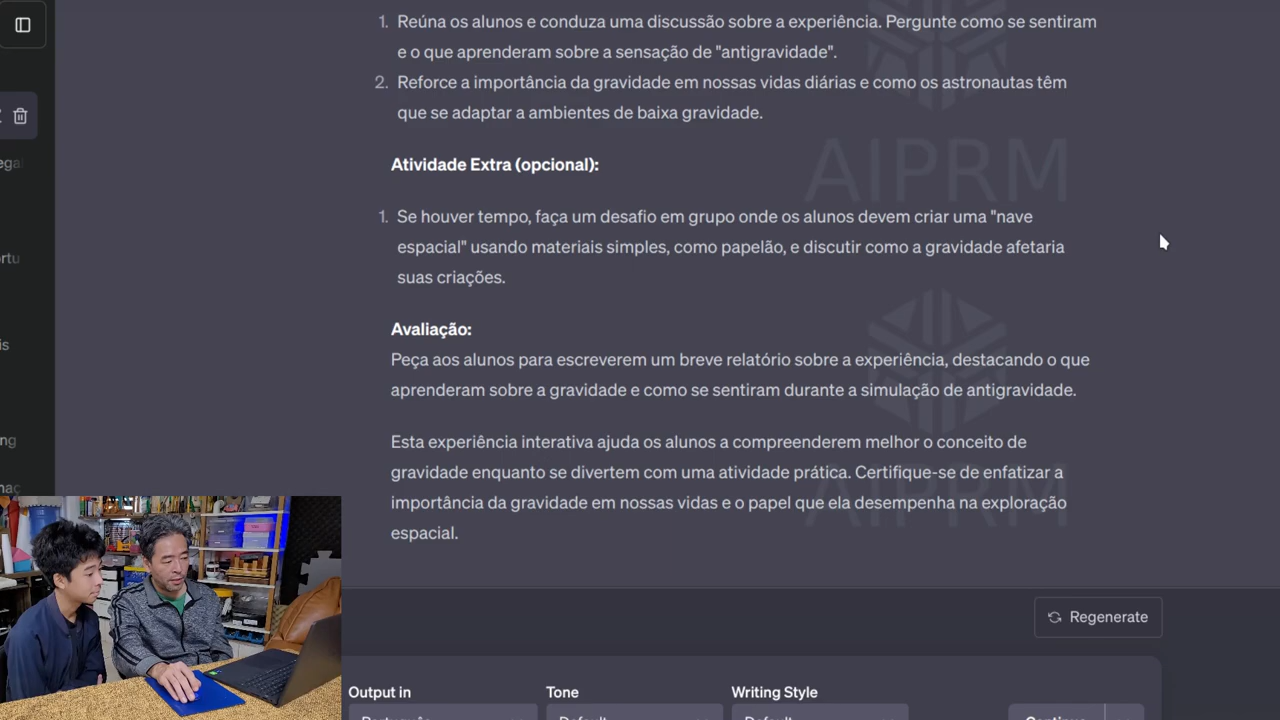 1. Reúna os alunos e conduza uma discussão sobre a experiência. Pergunte como se sentiram
e o que aprenderam sobre a sensação de "antigravidade".
2. Reforce a importância da gravidade em nossas vidas diárias e como os astronautas têm
que se adaptar a ambientes de baixa gravidade.
AIPRM
Atividade Extra (opcional):
1. Se houver tempo, faça um desafio em grupo onde os alunos devem criar uma "nave
espacial" usando materiais simples, como papelão, e discutir como a gravidade afetaria
suas criações.
Avaliação:
Peça aos alunos para escreverem um breve relatório sobre a experiência, destacando o que
aprenderam sobre a gravidade e como se sentiram durante a simulação de antigravidade.
Esta experiência interativa ajuda os alunos a compreenderem melhor o conceito de
gravidade enquanto se divertem com uma atividade prática. Certifique-se de enfatizar a
importância da gravidade em nossas vidas e o papel que ela desempenha na exploração
espacial.
AIPRM
Regenerate
Output in Tone Writing Style
Português Default Default Continue